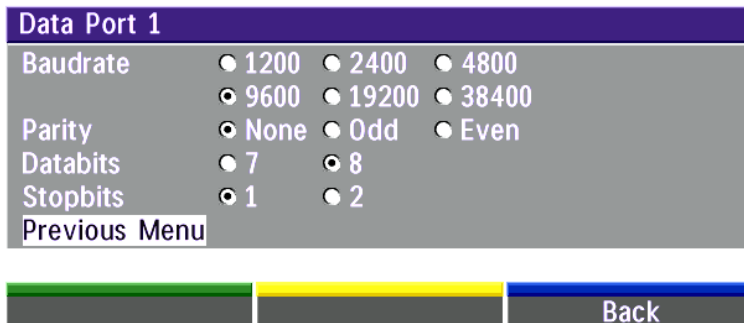 Data Port 1
Baudrate 1200 2400 4800
9600 19200 38400
Parity None Odd Even
Databits 7 8
Stopbits 1 2
Previous Menu
Back